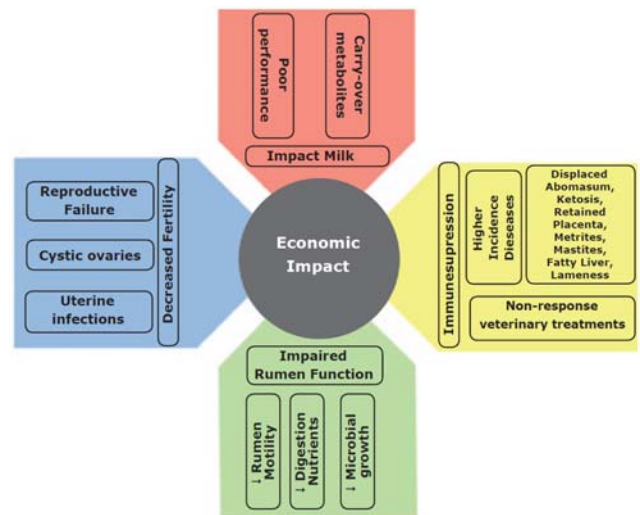 Poor
performance
Carry-over
metabolites
Impact Milk
Reproductive
Failure
Cystic ovaries
Uterine
infections
Decreased Fertility
Economic
Impact
Immunesupression
Higher
Incidence
Dieseases
Displaced
Abomasum,
Ketosis,
Retained
Placenta,
Metrites,
Mastites,
Fatty Liver,
Lameness
Non-response
veterinary treatments
Impaired
Rumen Function
↓ Rumen
Motility
↓ Digestion
Nutrients
↓ Microbial
growth